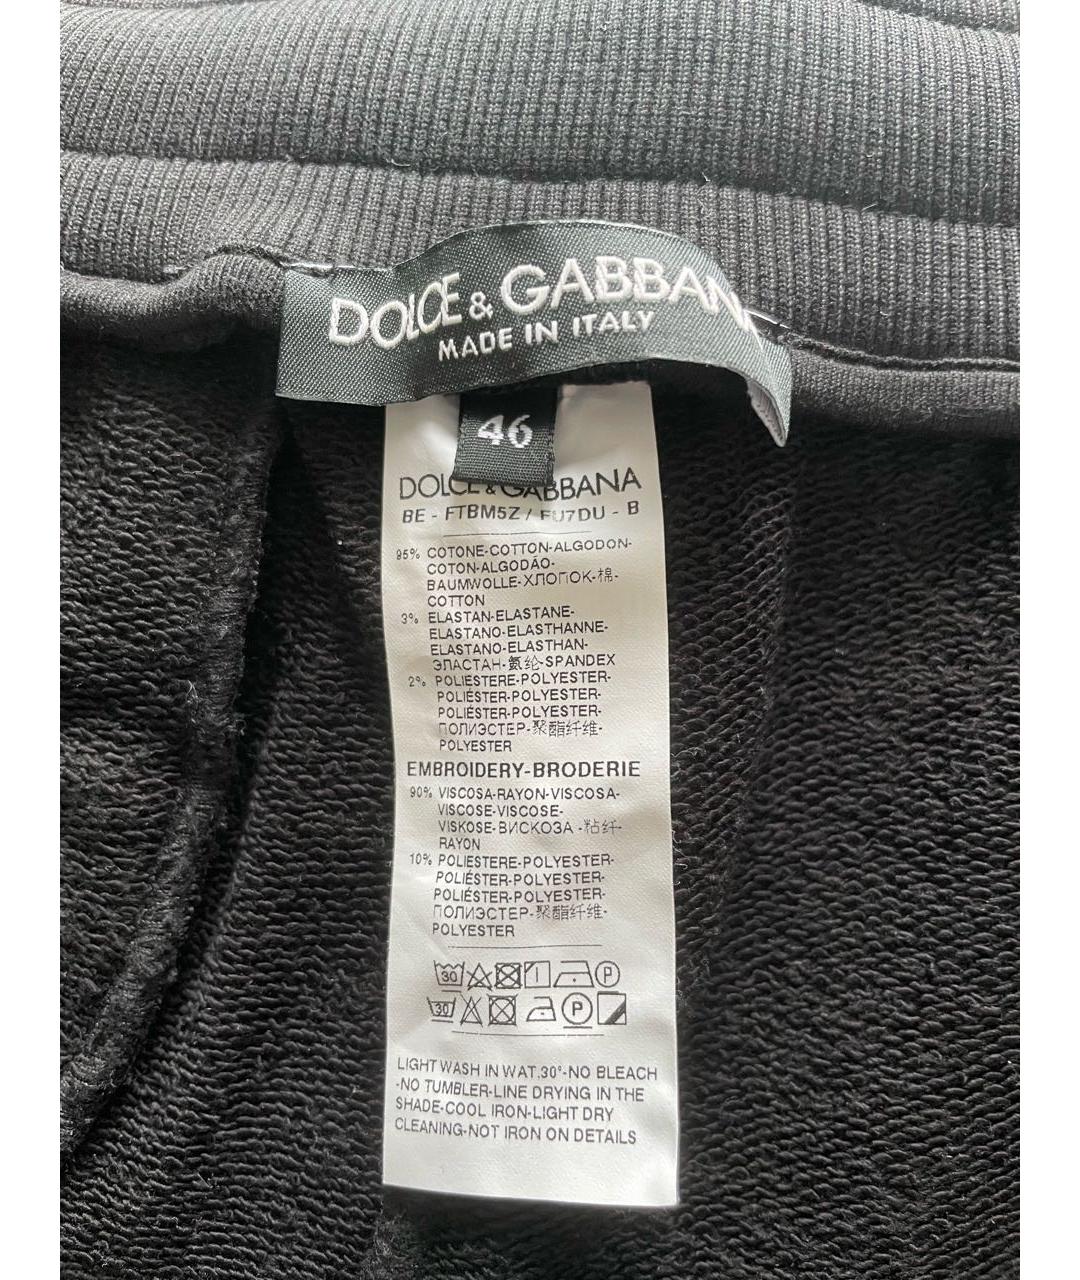 DOLCE & GABBANA
MADE IN ITALY
46
DOLCE & GABBANA
BE - FTBM5Z / FU7DU - B
95% COTONE-COTTON-ALGODON-
COTON-ALGODÃO-
BAUMWOLLE-ХЛОПОК-棉-
COTTON
3% ELASTAN-ELASTANE-
ELASTANO-ELASTHANNE-
ELASTANO-ELASTHAN-
ЭЛАСТАН-氨纶-SPANDEX
2% POLIESTERE-POLYESTER-
POLIÉSTER-POLYESTER-
POLIÉSTER-POLYESTER-
ПОЛИЭСТЕР-聚酯纤维-
POLYESTER
EMBROIDERY-BRODERIE
90% VISCOSA-RAYON-VISCOSA-
VISCOSE-VISCOSE-
VISKOSE-ВИСКОЗА-粘纤-
RAYON
10% POLIESTERE-POLYESTER-
POLIÉSTER-POLYESTER-
POLIÉSTER-POLYESTER-
ПОЛИЭСТЕР-聚酯纤维-
POLYESTER
30 P
30 P
LIGHT WASH IN WAT.30°-NO BLEACH
-NO TUMBLER-LINE DRYING IN THE
SHADE-COOL IRON-LIGHT DRY
CLEANING-NOT IRON ON DETAILS